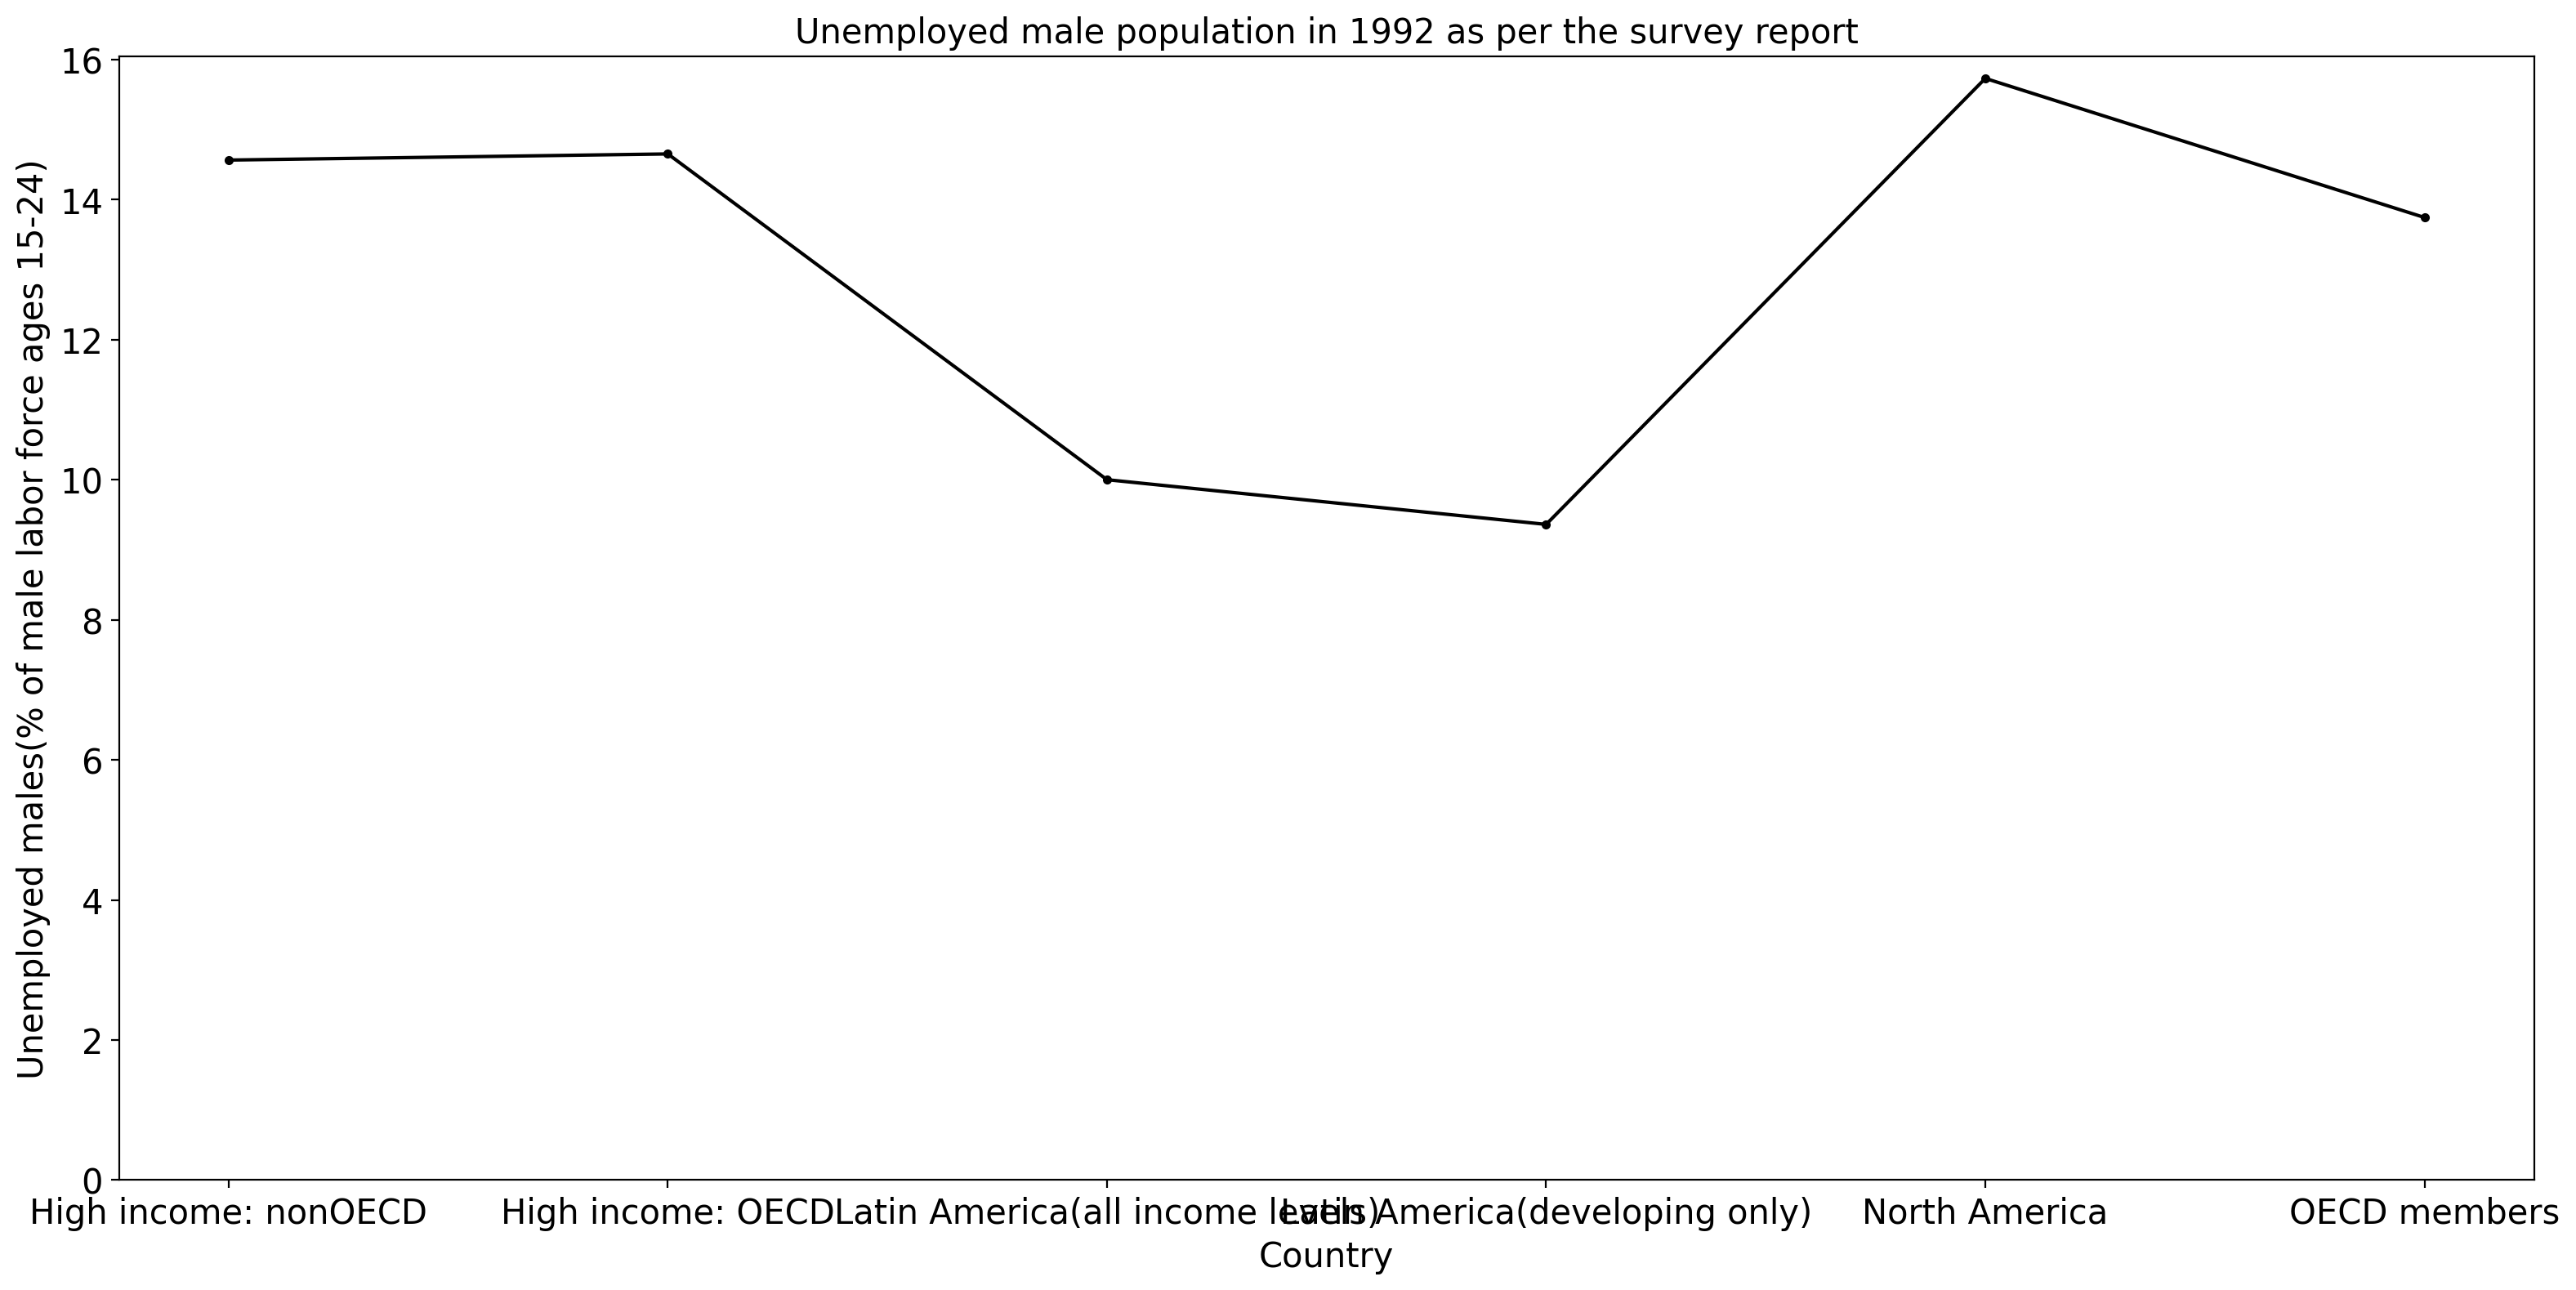 Unemployed male population in 1992 as per the survey report
Unemployed males(% of male labor force ages 15-24)
16
14
12
10
8
6
4
2
0
High income: nonOECD
High income: OECD
Latin America(all income levels)
Latin America(developing only)
North America
OECD members
Country